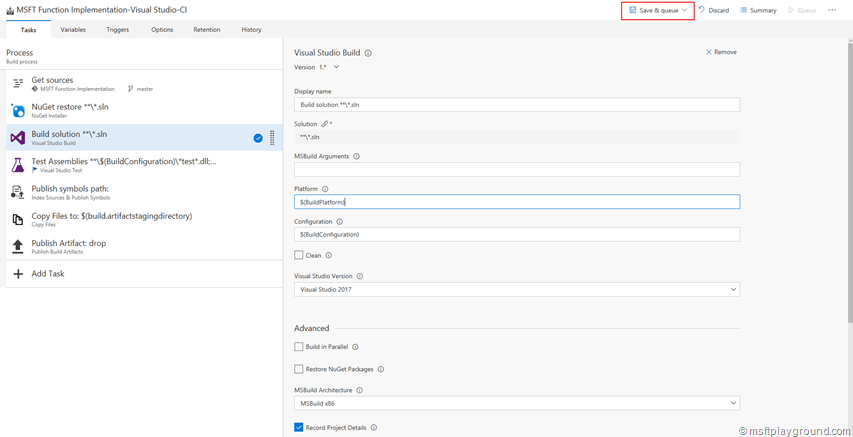 MSFT Function Implementation-Visual Studio-CI
Save & queue
Discard
Summary
Queue
Tasks
Variables
Triggers
Options
Retention
History
Process
Build process
Get sources
MSFT Function Implementation
master
NuGet restore **\*.sln
NuGet Installer
Build solution **\*.sln
Visual Studio Build
Test Assemblies **\$(BuildConfiguration)\*test*.dll;...
Visual Studio Test
Publish symbols path:
Index Sources & Publish Symbols
Copy Files to: $(build.artifactstagingdirectory)
Copy Files
Publish Artifact: drop
Publish Build Artifacts
Add Task
Visual Studio Build
Remove
Version 1.*
Display name
Build solution **\*.sln
Solution *
**\*.sln
MSBuild Arguments
Platform
$(BuildPlatform)
Configuration
$(BuildConfiguration)
Clean
Visual Studio Version
Visual Studio 2017
Advanced
Build in Parallel
Restore NuGet Packages
MSBuild Architecture
MSBuild x86
Record Project Details
© msftplayground.com